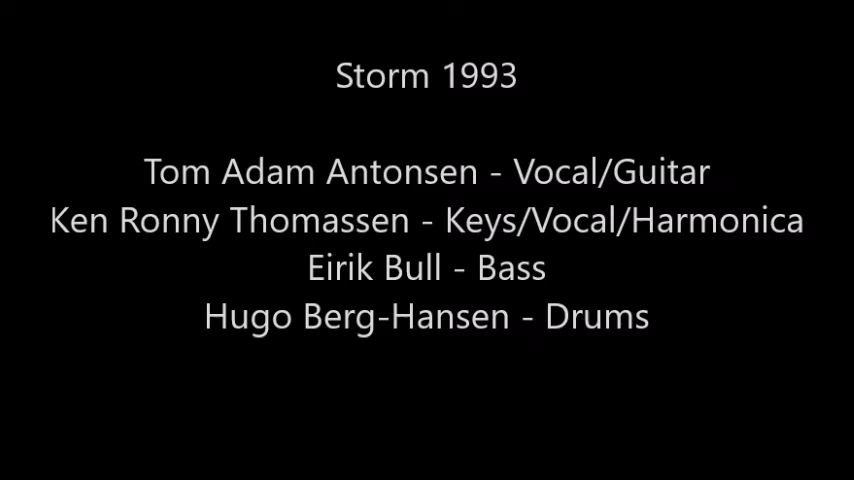 Storm 1993
Tom Adam Antonsen - Vocal/Guitar
Ken Ronny Thomassen - Keys/Vocal/Harmonica
Eirik Bull - Bass
Hugo Berg-Hansen - Drums